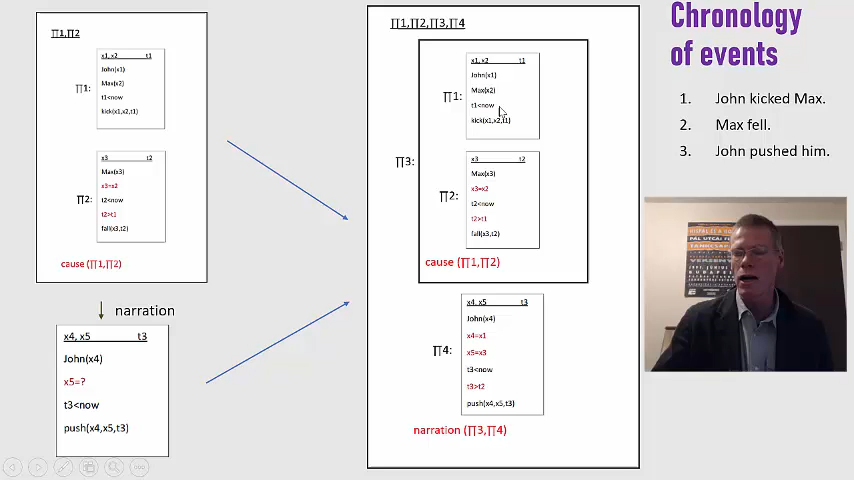 ∏1,∏2
∏1:
x1, x2 t1
John(x1)
Max(x2)
t1<now
kick(x1,x2,t1)
∏2:
x3 t2
Max(x3)
x3=x2
t2<now
t2>t1
fall(x3,t2)
cause (∏1,∏2)
narration
x4, x5 t3
John(x4)
x5=?
t3<now
push(x4,x5,t3)
∏1,∏2,∏3,∏4
∏3:
∏1:
x1, x2 t1
John(x1)
Max(x2)
t1<now
kick(x1,x2,t1)
∏2:
x3 t2
Max(x3)
x3=x2
t2<now
t2>t1
fall(x3,t2)
cause (∏1,∏2)
∏4:
x4, x5 t3
John(x4)
x4=x1
x5=x3
t3<now
t3>t2
push(x4,x5,t3)
narration (∏3,∏4)
Chronology
of events
1. John kicked Max.
2. Max fell.
3. John pushed him.